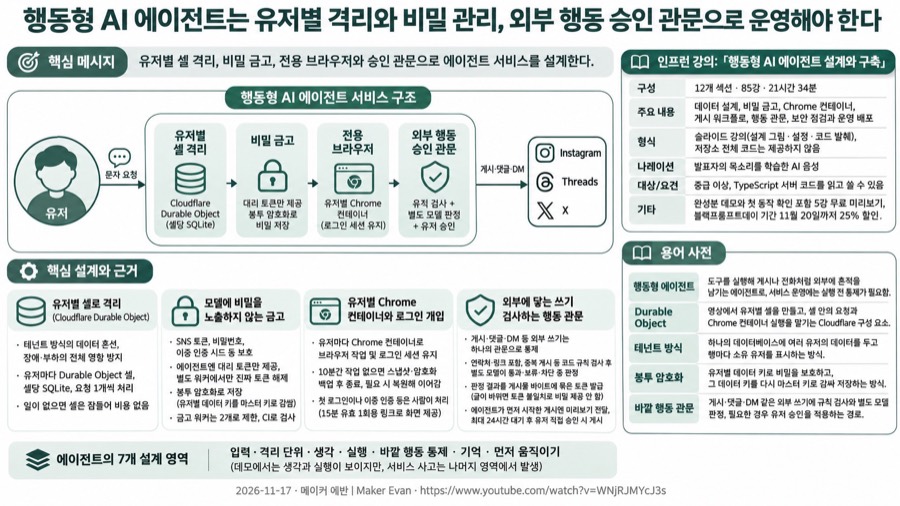 행동형 AI 에이전트는 유저별 격리와 비밀 관리, 외부 행동 승인 관문으로 운영해야 한다
핵심 메시지
유저별 셀 격리, 비밀 금고, 전용 브라우저와 승인 관문으로 에이전트 서비스를 설계한다.
행동형 AI 에이전트 서비스 구조
유저
문자 요청
유저별
셀 격리
Cloudflare
Durable Object
(셀당 SQLite)
비밀 금고
대리 토큰만 제공
봉투 암호화로
비밀 저장
전용
브라우저
유저별 Chrome
컨테이너
(로그인 세션 유지)
외부 행동
승인 관문
유적 검사 +
별도 모델 판정
+ 유저 승인
게시·댓글·DM
Instagram
Threads
X
핵심 설계와 근거
유저별 셀로 격리
(Cloudflare Durable Object)
• 테넌트 방식의 데이터 혼선,
장애·부하의 전체 영향 방지
• 유저마다 Durable Object 셀,
셀당 SQLite, 요청 1개씩 처리
• 일이 없으면 셀은 잠들어 비용 없음
모델에 비밀을
노출하지 않는 금고
• SNS 토큰, 비밀번호,
이중 인증 시드 등 보호
• 에이전트엔 대리 토큰만 제공,
별도 워커에서만 진짜 토큰 해제
• 봉투 암호화로 저장
(유저별 데이터 키를 마스터 키로 감쌈)
• 금고 워커는 2개로 제한, CI로 검사
유저별 Chrome
컨테이너와 로그인 개입
• 유저마다 Chrome 컨테이너로
브라우저 작업 및 로그인 세션 유지
• 10분간 작업 없으면 스냅샷·암호화
백업 후 종료, 필요 시 복원해 이어감
• 첫 로그인이나 이중 인증 등은 사람이 처리
(15분 유효 1회용 링크로 화면 제공)
외부에 닿는 쓰기
검사하는 행동 관문
• 게시·댓글·DM 등 외부 쓰기는
하나의 관문으로 통제
• 연락처·링크 포함, 중복 게시 등 코드 규칙 검사 후
별도 모델이 통과·보류·차단 중 판정
• 판정 결과를 게시물 바이트에 묶은 토큰 발급
(글이 바뀌면 토큰 불일치로 비밀 제공 안 함)
• 에이전트가 먼저 시작한 게시엔 미리보기 전달,
최대 24시간 대기 후 유저 직접 승인 시 게시
에이전트의 7개 설계 영역
입력 · 격리 단위 · 생각 · 실행 · 바깥 행동 통제 · 기억 · 먼저 움직이기
(데모에서는 생각과 실행이 보이지만, 서비스 사고는 나머지 영역에서 발생)
인프런 강의: 「행동형 AI 에이전트 설계와 구축」
구성
12개 섹션 · 85강 · 21시간 34분
주요 내용
데이터 설계, 비밀 금고, Chrome 컨테이너,
게시 워크플로, 행동 관문, 보안 점검과 운영 배포
형식
슬라이드 강의(설계 그림 · 설정 · 코드 발췌),
저장소 전체 코드는 제공하지 않음
나레이션
발표자의 목소리를 학습한 AI 음성
대상/요건
중급 이상, TypeScript 서버 코드를 읽고 쓸 수 있음
기타
완성분 데모와 첫 동작 확인 포함 5강 무료 미리보기,
블랙프룸프트데이 기간 11월 20일까지 25% 할인.
용어 사전
행동형 에이전트
도구를 실행해 게시나 전화처럼 외부에 흔적을
남기는 에이전트로, 서비스 운영에는 실행 전 통제가 필요함.
Durable
Object
영상에서 유저별 셀을 만들고, 셀 안의 요청과
Chrome 컨테이너 실행을 맡기는 Cloudflare 구성 요소.
테넌트 방식
하나의 데이터베이스에 여러 유저의 데이터를 두고
행마다 소유 유저를 표시하는 방식.
봉투 암호화
유저별 데이터 키로 비밀을 보호하고,
그 데이터 키를 다시 마스터 키로 감싸 저장하는 방식.
바깥 행동 관문
게시·댓글·DM 같은 외부 쓰기에 규칙 검사와 별도 모델
판정, 필요한 경우 유저 승인을 적용하는 경로.
2026-11-17 · 메이커 에반 | Maker Evan · https://www.youtube.com/watch?v=WNjRJMYcJ3s